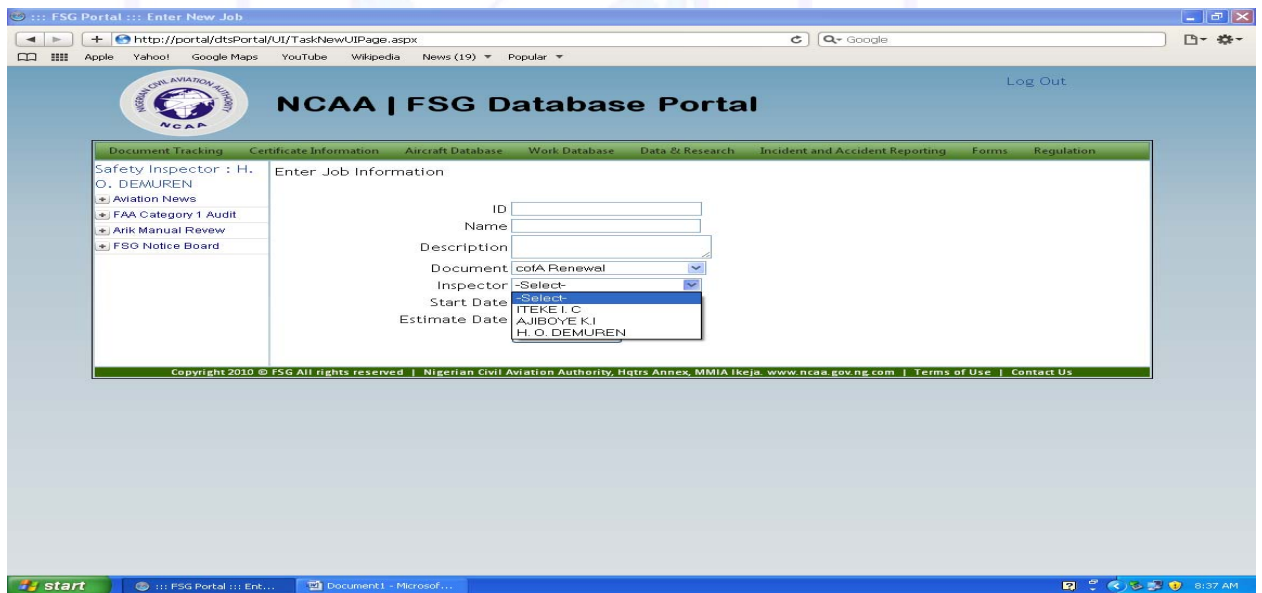 ::: FSG Portal ::: Enter New Job
http://portal/dtsPortal/UI/TaskNewUIPage.aspx
Google
Apple Yahoo! Google Maps YouTube Wikipedia News (19) Popular
NIGERIAN CIVIL AVIATION AUTHORITY
NCAA
NCAA | FSG Database Portal
Log Out
Document Tracking Certificate Information Aircraft Database Work Database Data & Research Incident and Accident Reporting Forms Regulation
Safety Inspector : H.
O. DEMUREN
Aviation News
FAA Category 1 Audit
Arik Manual Revew
FSG Notice Board
Enter Job Information
ID
Name
Description
Document cofA Renewal
Inspector -Select-
-Select-
Start Date
ITEKE I. C
Estimate Date
AJIBOYE K.I
H. O. DEMUREN
Copyright 2010 © FSG All rights reserved | Nigerian Civil Aviation Authority, Hqtrs Annex, MMIA Ikeja. www.ncaa.gov.ng.com | Terms of Use | Contact Us
start ::: FSG Portal ::: Ent... Document1 - Microsof... 8:37 AM